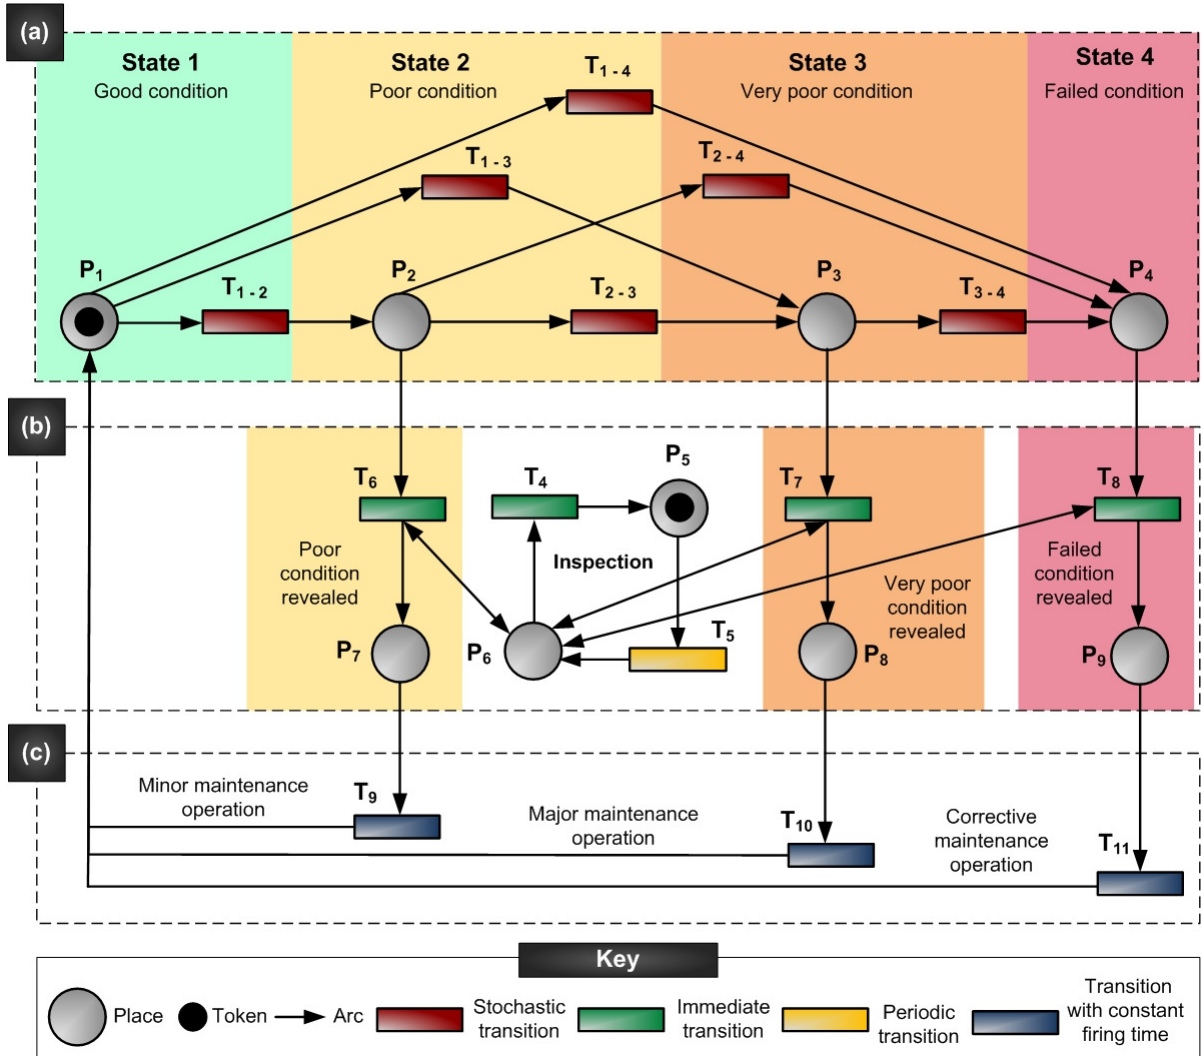 (a)
State 1
Good condition
State 2
Poor condition
T1 - 4
State 3
Very poor condition
State 4
Failed condition
T1 - 3
T2 - 4
P1
T1 - 2
P2
T2 - 3
P3
T3 - 4
P4
(b)
T6
T4
P5
T7
T8
Poor
condition
revealed
Inspection
Very poor
condition
revealed
Failed
condition
revealed
P7
P6
T5
P8
P9
(c)
Minor maintenance
operation
T9
Major maintenance
operation
T10
Corrective
maintenance
operation
T11
Key
Place
Token
Arc
Stochastic
transition
Immediate
transition
Periodic
transition
Transition
with constant
firing time